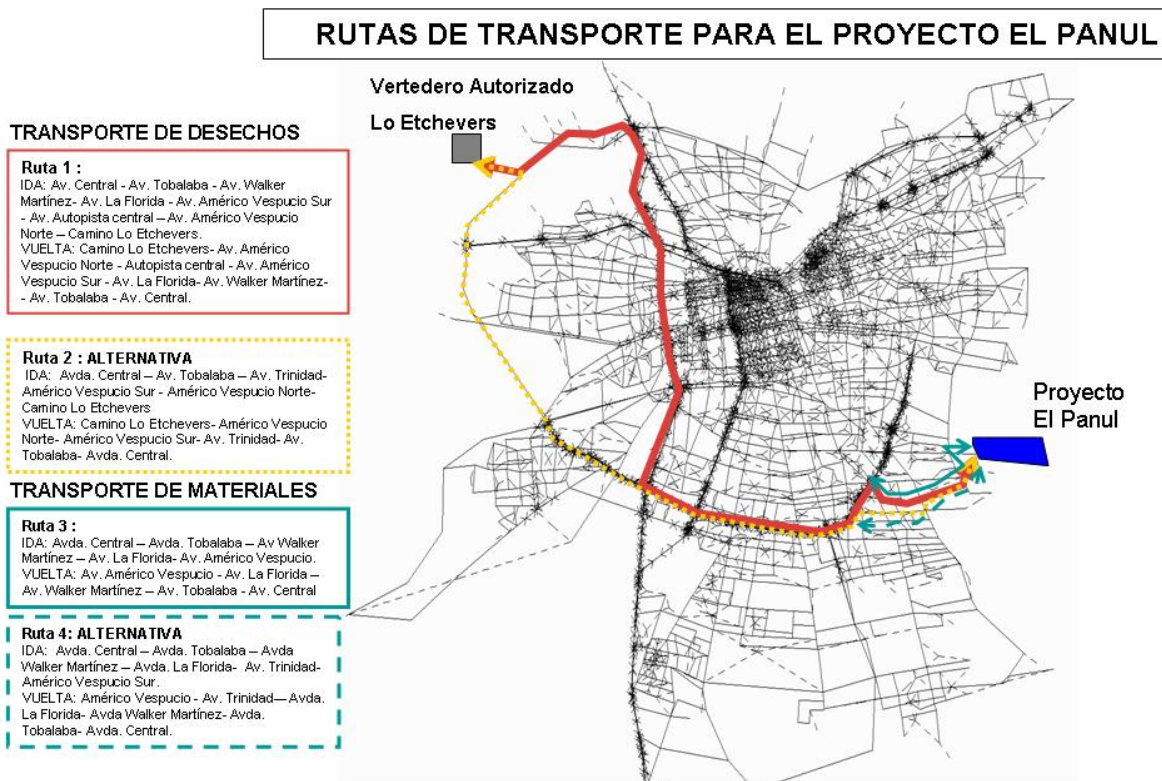 RUTAS DE TRANSPORTE PARA EL PROYECTO EL PANUL
Vertedero Autorizado
Lo Etchevers
TRANSPORTE DE DESECHOS
Ruta 1 :
IDA: Av. Central - Av. Tobalaba - Av. Walker
Martínez- Av. La Florida - Av. Américo Vespucio Sur
- Av. Autopista central – Av. Américo Vespucio
Norte – Camino Lo Etchevers.
VUELTA: Camino Lo Etchevers- Av. Américo
Vespucio Norte - Autopista central - Av. Américo
Vespucio Sur - Av. La Florida- Av. Walker Martínez-
- Av. Tobalaba - Av. Central.
Ruta 2 : ALTERNATIVA
IDA: Avda. Central – Av. Tobalaba – Av. Trinidad-
Américo Vespucio Sur - Américo Vespucio Norte-
Camino Lo Etchevers
VUELTA: Camino Lo Etchevers- Américo Vespucio
Norte- Américo Vespucio Sur- Av. Trinidad- Av.
Tobalaba- Avda. Central.
Proyecto
El Panul
TRANSPORTE DE MATERIALES
Ruta 3 :
IDA: Avda. Central – Avda. Tobalaba – Av Walker
Martínez – Av. La Florida- Av. Américo Vespucio.
VUELTA: Av. Américo Vespucio - Av. La Florida –
Av. Walker Martínez – Av. Tobalaba - Av. Central
Ruta 4: ALTERNATIVA
IDA: Avda. Central – Avda. Tobalaba – Avda
Walker Martínez – Avda. La Florida- Av. Trinidad-
Américo Vespucio Sur.
VUELTA: Américo Vespucio - Av. Trinidad— Avda.
La Florida- Avda Walker Martínez- Avda.
Tobalaba- Avda. Central.